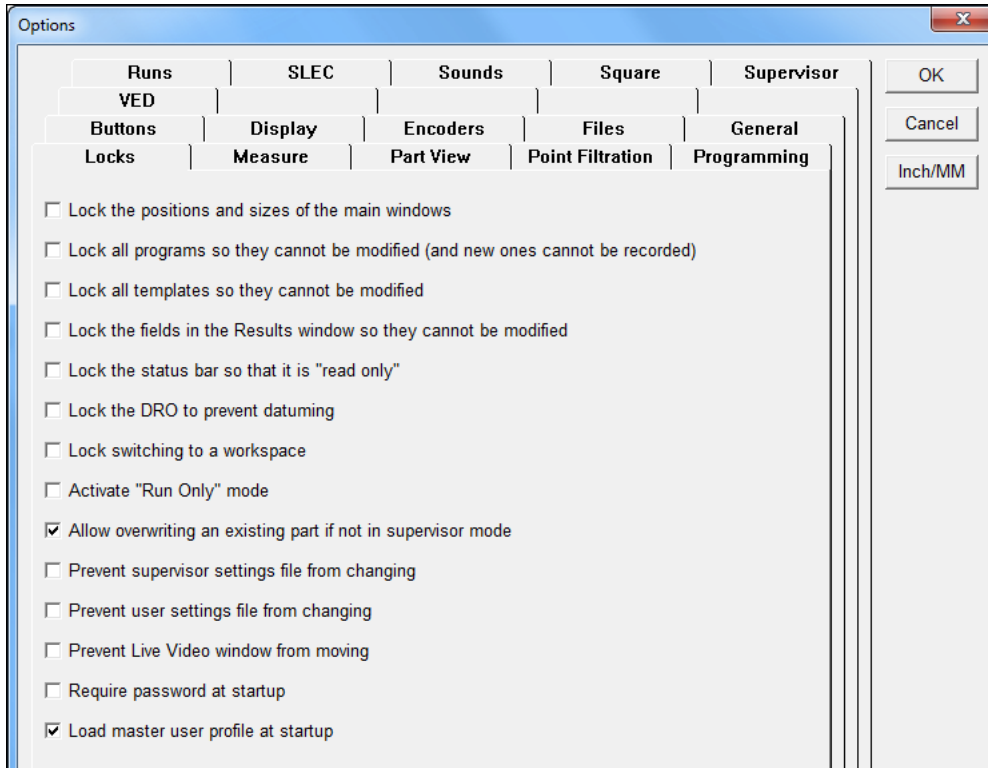 Options
x
Runs SLEC Sounds Square Supervisor
OK
VED
Buttons Display Encoders Files General
Cancel
Locks Measure Part View Point Filtration Programming
Inch/MM
Lock the positions and sizes of the main windows
Lock all programs so they cannot be modified (and new ones cannot be recorded)
Lock all templates so they cannot be modified
Lock the fields in the Results window so they cannot be modified
Lock the status bar so that it is "read only"
Lock the DRO to prevent datuming
Lock switching to a workspace
Activate "Run Only" mode
Allow overwriting an existing part if not in supervisor mode
Prevent supervisor settings file from changing
Prevent user settings file from changing
Prevent Live Video window from moving
Require password at startup
Load master user profile at startup